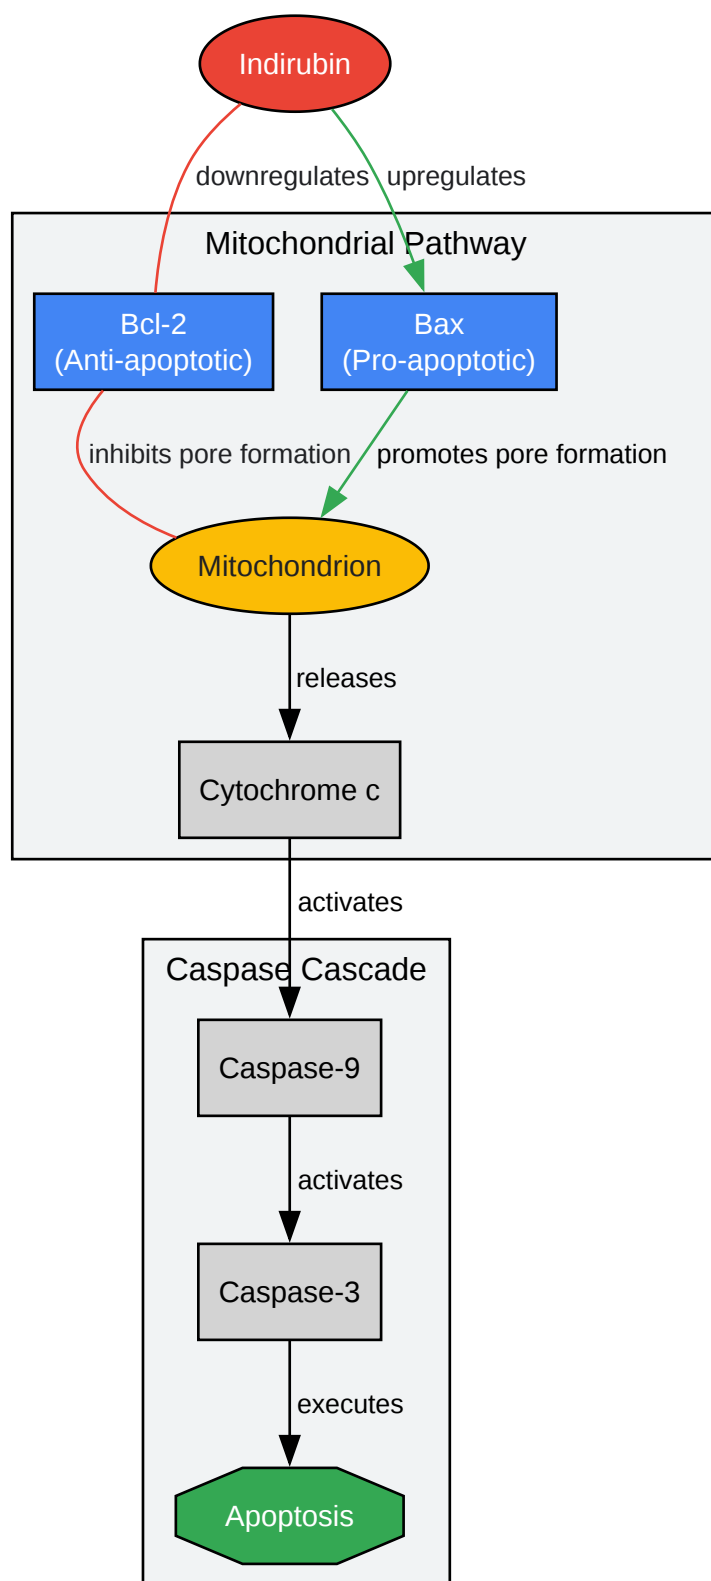 Indirubin
downregulates
upregulates
Mitochondrial Pathway
Bcl-2
(Anti-apoptotic)
Bax
(Pro-apoptotic)
inhibits pore formation
promotes pore formation
Mitochondrion
releases
Cytochrome c
activates
Caspase Cascade
Caspase-9
activates
Caspase-3
executes
Apoptosis